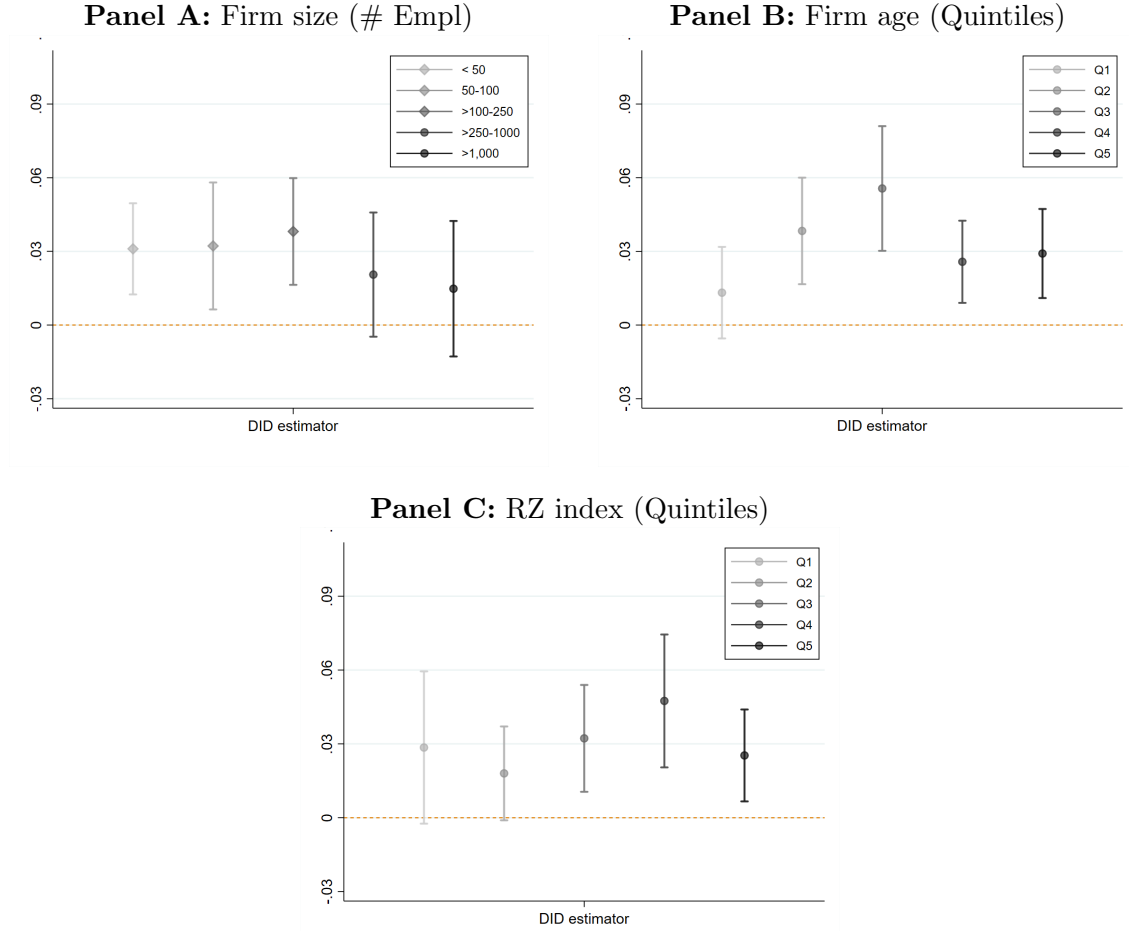 Panel A: Firm size (# Empl)
.09
.06
.03
0
-.03
< 50
50-100
>100-250
>250-1000
>1,000
DID estimator
Panel B: Firm age (Quintiles)
.09
.06
.03
0
-.03
Q1
Q2
Q3
Q4
Q5
DID estimator
Panel C: RZ index (Quintiles)
.09
.06
.03
0
-.03
Q1
Q2
Q3
Q4
Q5
DID estimator